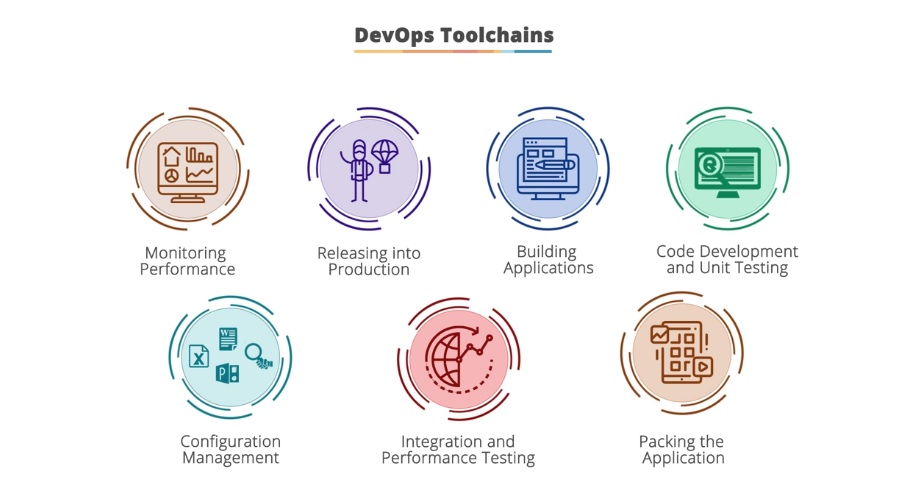 DevOps Toolchains
Monitoring
Performance
Releasing into
Production
Building
Applications
Code Development
and Unit Testing
W
X
P
Configuration
Management
Integration and
Performance Testing
Packing the
Application